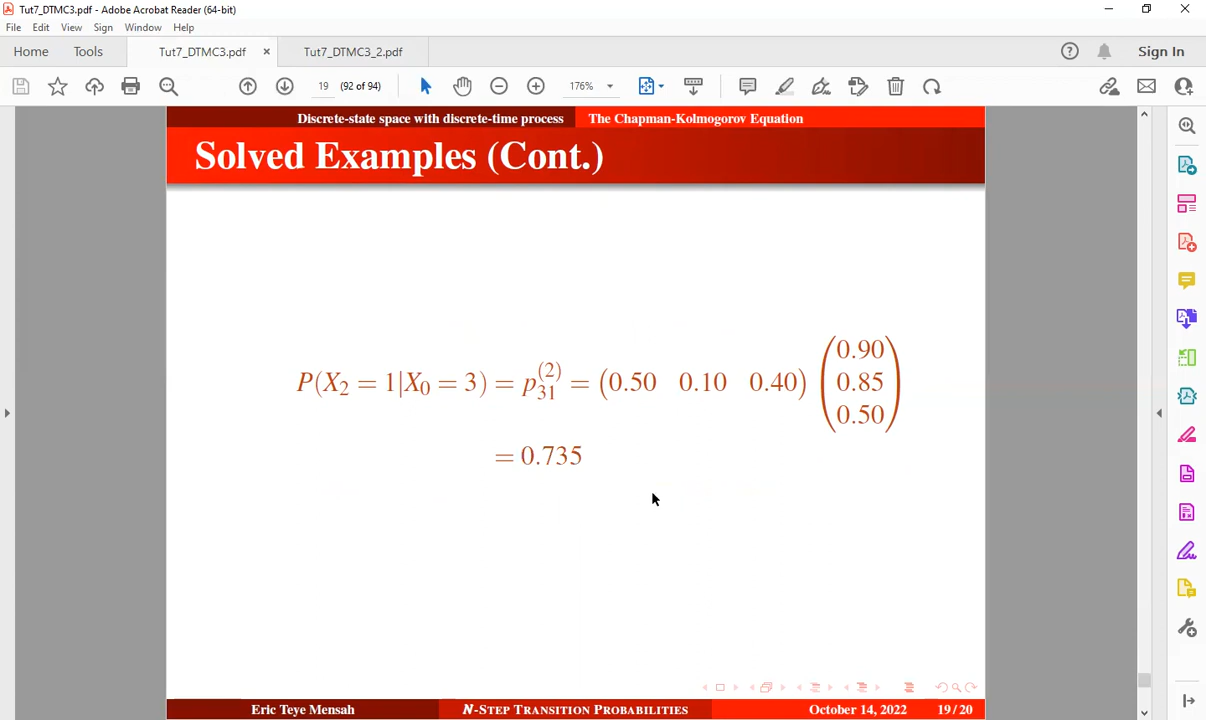 Tut7_DTMC3.pdf - Adobe Acrobat Reader (64-bit)
File Edit View Sign Window Help
Home Tools Tut7_DTMC3.pdf × Tut7_DTMC3_2.pdf Sign In
19 (92 of 94) 176%
Discrete-state space with discrete-time process The Chapman-Kolmogorov Equation
Solved Examples (Cont.)
P(X₂ = 1|X₀ = 3) = p₃₁⁽²⁾ = (0.50 0.10 0.40) (0.90 0.85 0.50)
= 0.735
Eric Teye Mensah N-STEP TRANSITION PROBABILITIES October 14, 2022 19 / 20